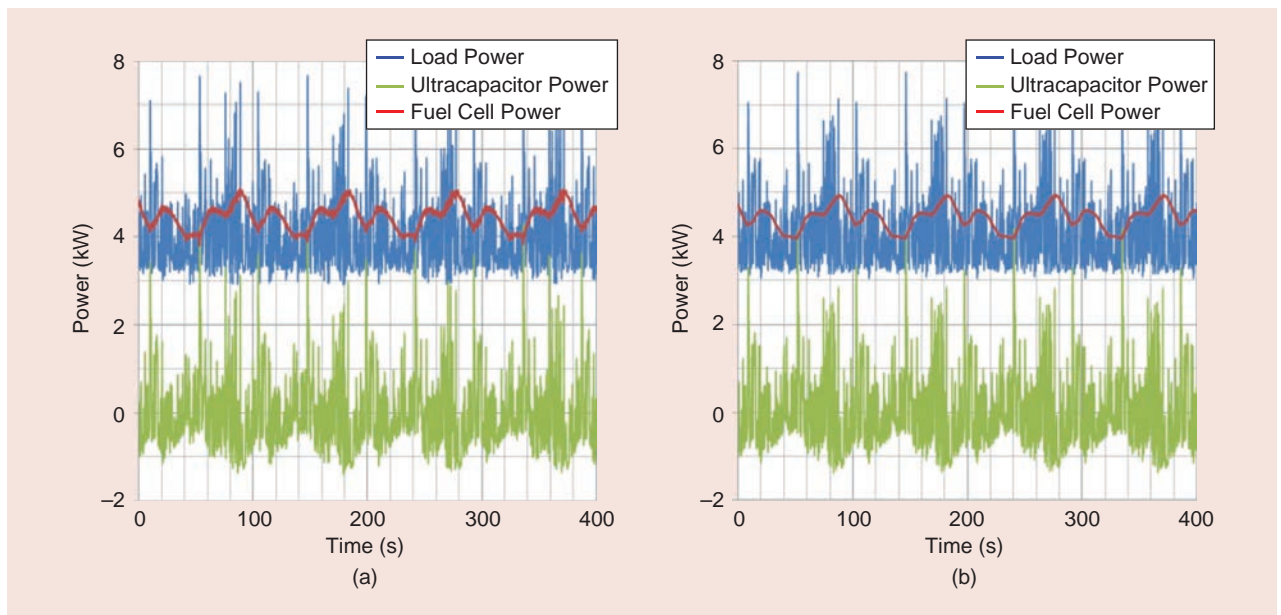 Load Power
Ultracapacitor Power
Fuel Cell Power
8
6
4
2
0
–2
Power (kW)
0 100 200 300 400
Time (s)
(a)
Load Power
Ultracapacitor Power
Fuel Cell Power
8
6
4
2
0
–2
Power (kW)
0 100 200 300 400
Time (s)
(b)